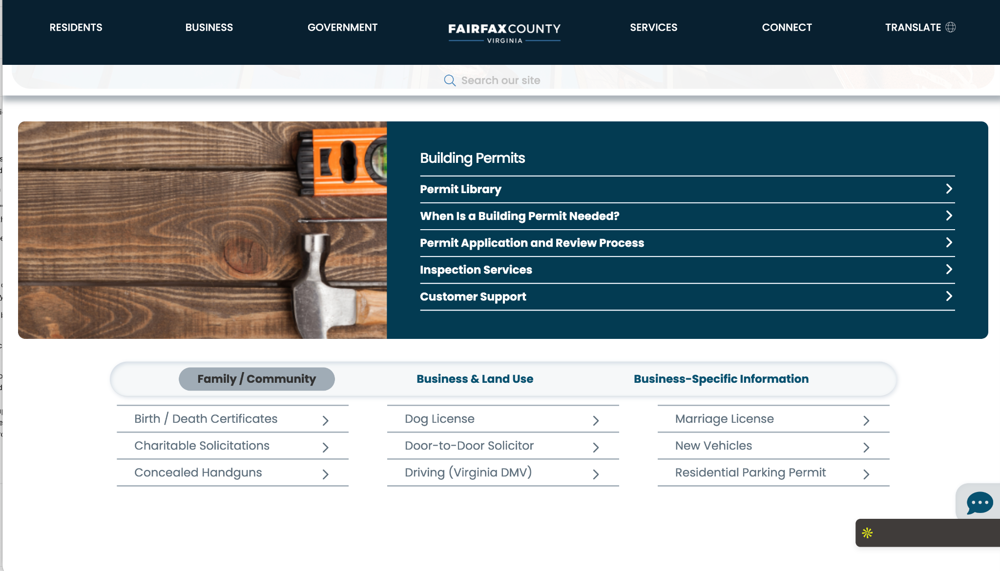 RESIDENTS
BUSINESS
GOVERNMENT
FAIRFAX COUNTY
VIRGINIA
SERVICES
CONNECT
TRANSLATE
Search our site
Building Permits
Permit Library
When Is a Building Permit Needed?
Permit Application and Review Process
Inspection Services
Customer Support
Family / Community
Business & Land Use
Business-Specific Information
Birth / Death Certificates
Dog License
Marriage License
Charitable Solicitations
Door-to-Door Solicitor
New Vehicles
Concealed Handguns
Driving (Virginia DMV)
Residential Parking Permit